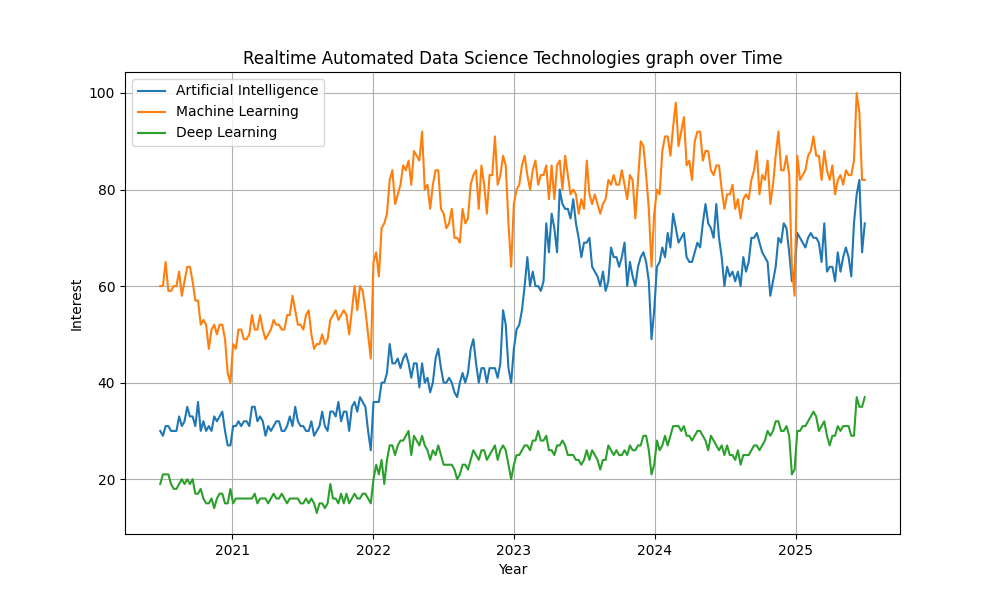 Realtime Automated Data Science Technologies graph over Time
Artificial Intelligence
Machine Learning
Deep Learning
100
80
60
40
20
Interest
2021 2022 2023 2024 2025
Year